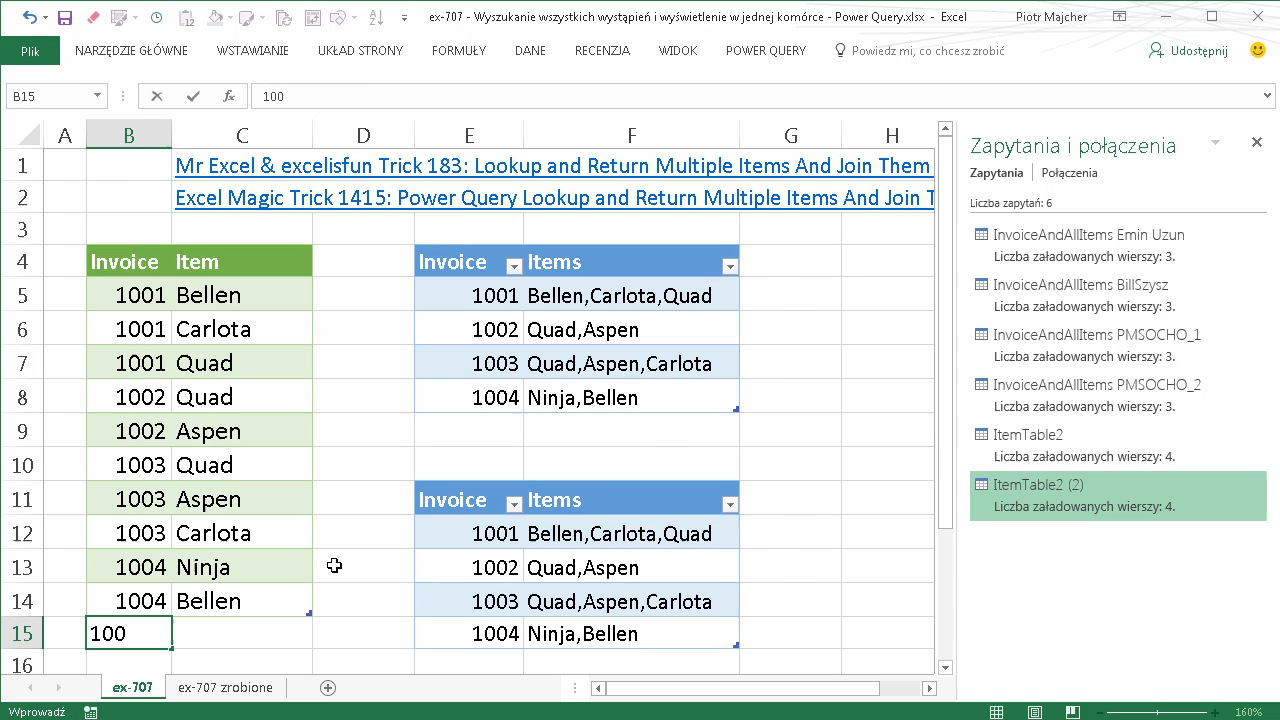 ex-707 - Wyszukanie wszystkich wystąpień i wyświetlenie w jednej komórce - Power Query.xlsx - Excel
Piotr Majcher
Plik NARZĘDZIE GŁÓWNE WSTAWIANIE UKŁAD STRONY FORMUŁY DANE RECENZJA WIDOK POWER QUERY Powiedz mi, co chcesz zrobić Udostępnij
B15 fx 100
A B C D E F G H
1 Mr Excel & excelisfun Trick 183: Lookup and Return Multiple Items And Join Them
2 Excel Magic Trick 1415: Power Query Lookup and Return Multiple Items And Join T
3
4 Invoice Item Invoice Items
5 1001 Bellen 1001 Bellen,Carlota,Quad
6 1001 Carlota 1002 Quad,Aspen
7 1001 Quad 1003 Quad,Aspen,Carlota
8 1002 Quad 1004 Ninja,Bellen
9 1002 Aspen
10 1003 Quad
11 1003 Aspen Invoice Items
12 1003 Carlota 1001 Bellen,Carlota,Quad
13 1004 Ninja 1002 Quad,Aspen
14 1004 Bellen 1003 Quad,Aspen,Carlota
15 100 1004 Ninja,Bellen
16
Zapytania i połączenia
Zapytania Połączenia
Liczba zapytań: 6
InvoiceAndAllItems Emin Uzun
Liczba załadowanych wierszy: 3.
InvoiceAndAllItems BillSzysz
Liczba załadowanych wierszy: 3.
InvoiceAndAllItems PMSOCHO_1
Liczba załadowanych wierszy: 3.
InvoiceAndAllItems PMSOCHO_2
Liczba załadowanych wierszy: 3.
ItemTable2
Liczba załadowanych wierszy: 4.
ItemTable2 (2)
Liczba załadowanych wierszy: 4.
ex-707 ex-707 zrobione
Wprowadź 160%